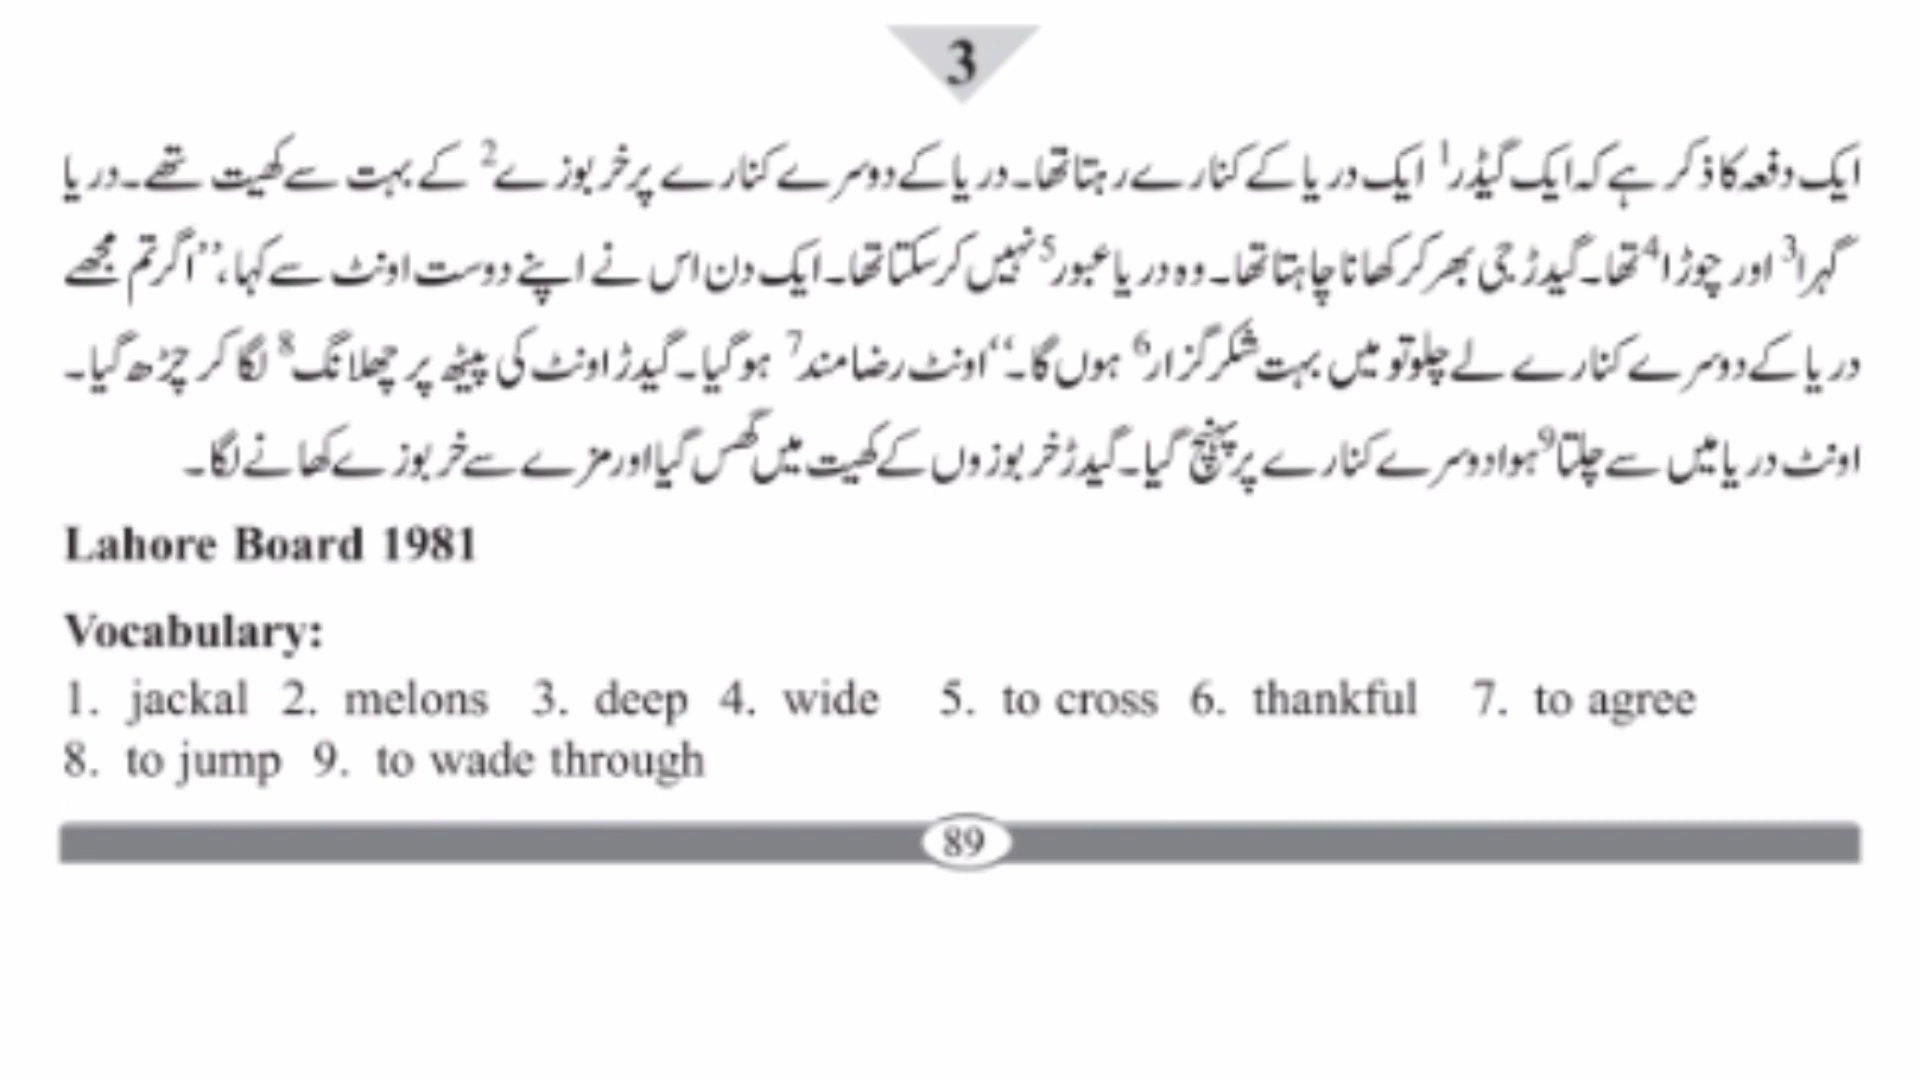 3
ایک دفعہ کا ذکر ہے کہ ایک گیڈر1 ایک دریا کے کنارے رہتا تھا۔ دریا کے دوسرے کنارے پر خربوزے2 کے بہت سے کھیت تھے۔ دریا
گہرا3 اور چوڑا4 تھا۔ گیدڑ جی بھر کر کھانا چاہتا تھا۔ وہ دریا عبور5 نہیں کر سکتا تھا۔ ایک دن اس نے اپنے دوست اونٹ سے کہا، ’’اگر تم مجھے
دریا کے دوسرے کنارے لے چلو تو میں بہت شکر گزار6 ہوں گا۔‘‘ اونٹ رضا مند7 ہو گیا۔ گیدڑ اونٹ کی پیٹھ پر چھلانگ8 لگا کر چڑھ گیا۔
اونٹ دریا میں سے چلتا9 ہوا دوسرے کنارے پر پہنچ گیا۔ گیدڑ خربوزوں کے کھیت میں گھس گیا اور مزے سے خربوزے کھانے لگا۔
Lahore Board 1981
Vocabulary:
1. jackal 2. melons 3. deep 4. wide 5. to cross 6. thankful 7. to agree
8. to jump 9. to wade through
89